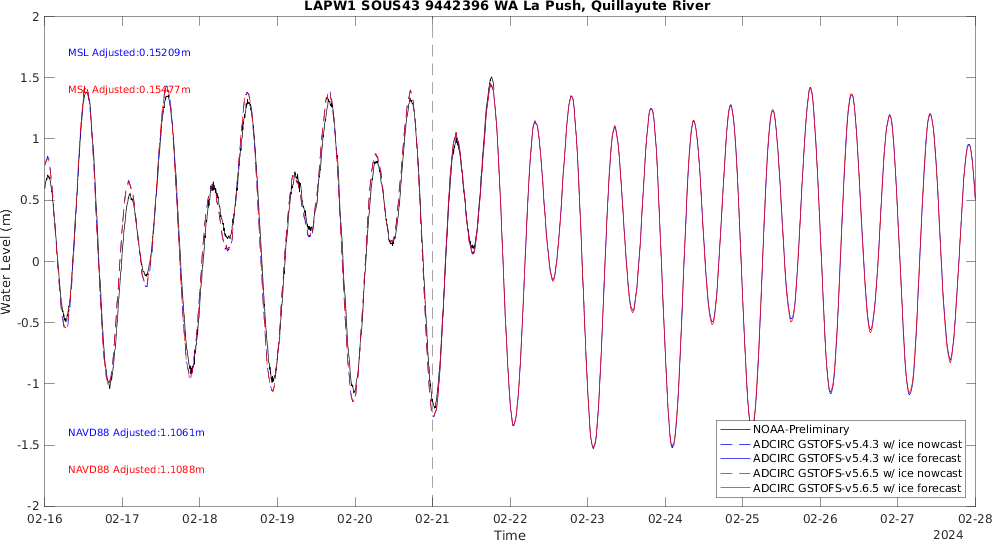 LAPW1 SOUS43 9442396 WA La Push, Quillayute River
2
1.5
1
0.5
0
-0.5
-1
-1.5
-2
Water Level (m)
MSL Adjusted:0.15209m
MSL Adjusted:0.15477m
NAVD88 Adjusted:1.1061m
NAVD88 Adjusted:1.1088m
NOAA-Preliminary
ADCIRC GSTOFS-v5.4.3 w/ ice nowcast
ADCIRC GSTOFS-v5.4.3 w/ ice forecast
ADCIRC GSTOFS-v5.6.5 w/ ice nowcast
ADCIRC GSTOFS-v5.6.5 w/ ice forecast
02-16 02-17 02-18 02-19 02-20 02-21 02-22 02-23 02-24 02-25 02-26 02-27 02-28
Time
2024